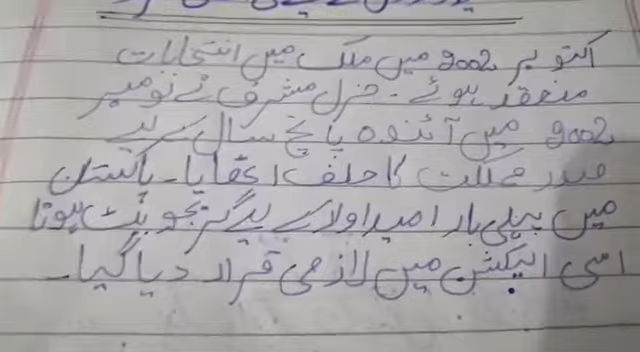 اکتوبر 2002 میں ملک میں انتخابات
منعقد ہوئے ۔ جنرل مشرف نے نومبر
2002 میں آئندہ پانچ سال کے لیے
صدر مملکت کا حلف اٹھایا ۔ پاکستان
میں پہلی بار امیدوار کے لیے گریجویٹ ہونا
اسی الیکشن میں لازمی قرار دیا گیا ۔